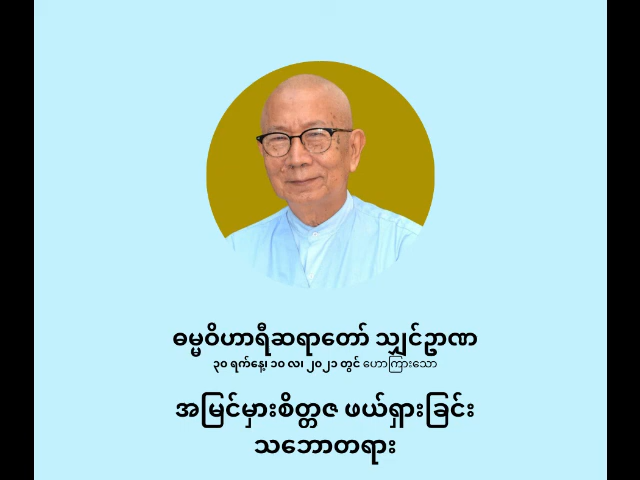 ဓမ္မဝိဟာရီဆရာတော် သျှင်ဥာဏ
၃၀ ရက်နေ့၊ ၁၀ လ၊ ၂၀၂၁ တွင် ဟောကြားသော
အမြင်မှားစိတ္တဇ ဖယ်ရှားခြင်း
သဘောတရား